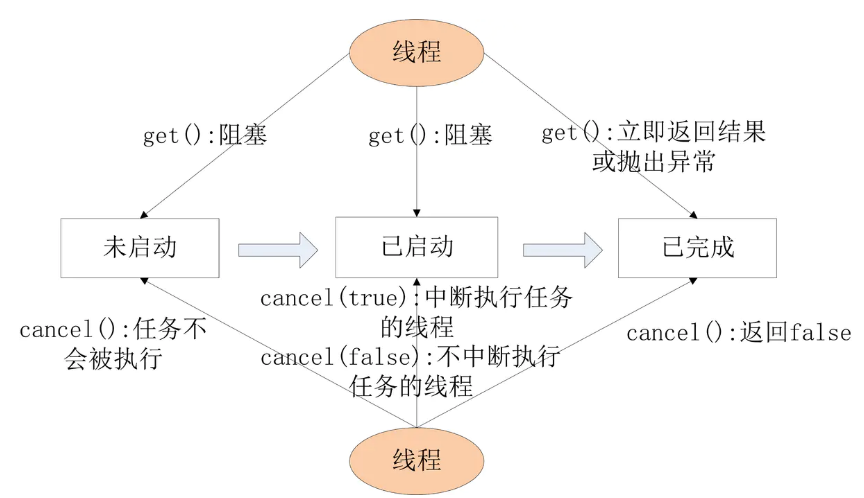 线程
get():阻塞
get():阻塞
get():立即返回结果
或抛出异常
未启动
已启动
已完成
cancel(true):中断执行任务
的线程
cancel():任务不
会被执行
cancel(false):不中断执行
任务的线程
cancel():返回false
线程